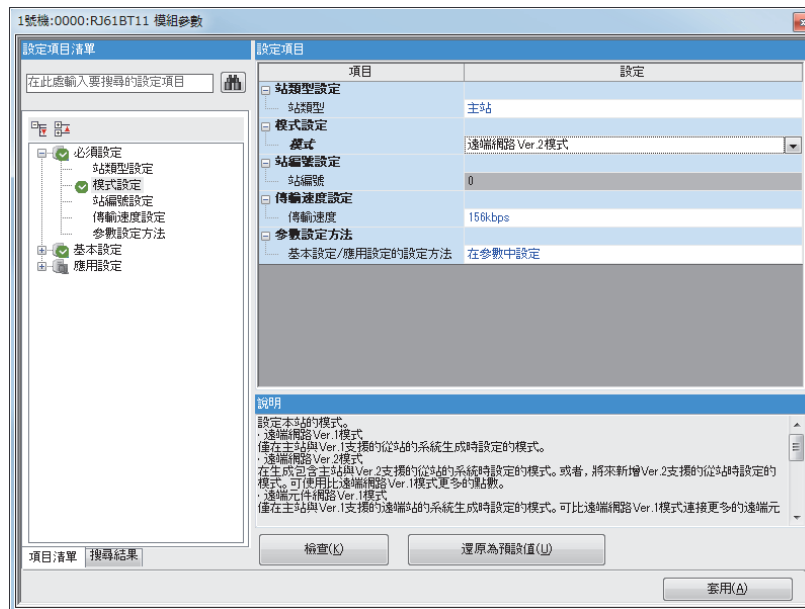 1號機:0000:RJ61BT11 模組參數
設定項目清單
在此處輸入要搜尋的設定項目
必須設定
站類型設定
模式設定
站編號設定
傳輸速度設定
參數設定方法
基本設定
應用設定
項目清單 搜尋結果
設定項目
項目 設定
站類型設定
站類型 主站
模式設定
模式 遠端網路Ver.2模式
站編號設定
站編號 0
傳輸速度設定
傳輸速度 156kbps
參數設定方法
基本設定/應用設定的設定方法 在參數中設定
說明
設定本站的模式。
·遠端網路Ver.1模式
僅在主站與Ver.1支援的從站的系統生成時設定的模式。
·遠端網路Ver.2模式
在生成包含主站與Ver.2支援的從站的系統時設定的模式。或者,將來新增Ver.2支援的從站時設定的
模式。可使用比遠端網路Ver.1模式更多的點數。
·遠端元件網路Ver.1模式
僅在主站與Ver.1支援的遠端站的系統生成時設定的模式。可比遠端網路Ver.1模式連接更多的遠端元
檢查(K) 還原為預設值(U)
套用(A)